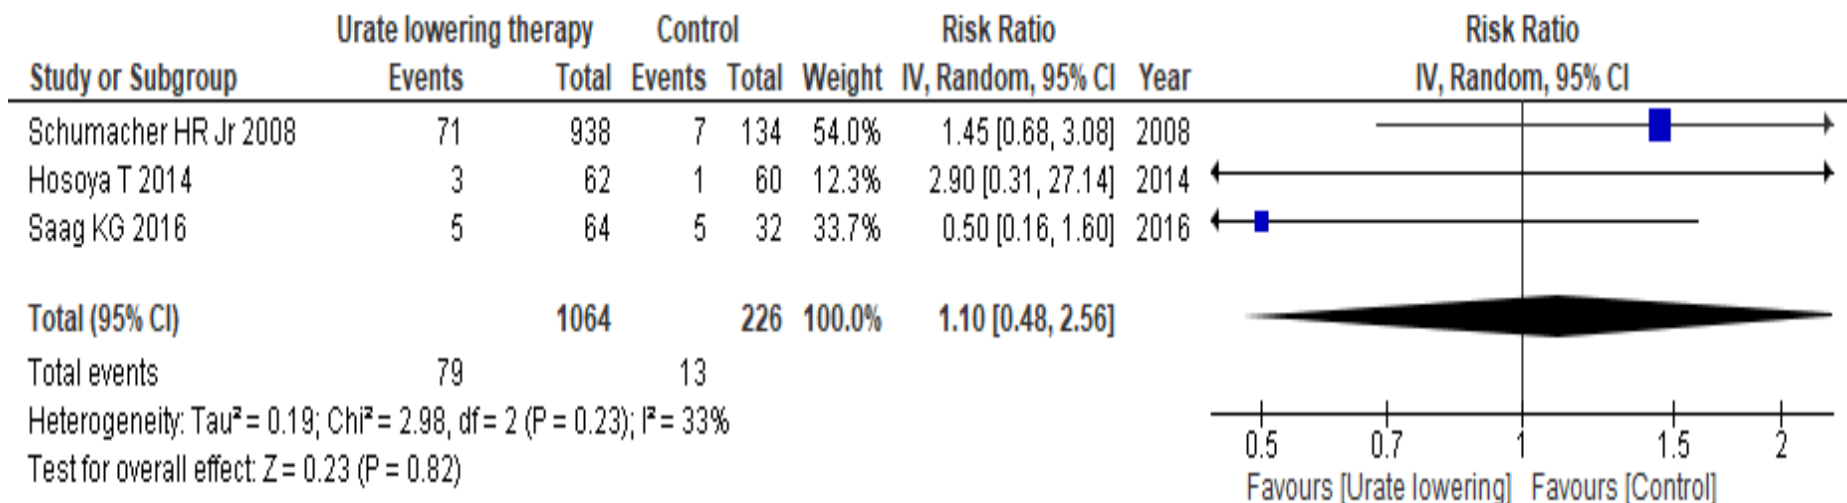 Urate lowering therapy Control Risk Ratio Risk Ratio
Study or Subgroup Events Total Events Total Weight IV, Random, 95% CI Year IV, Random, 95% CI
Schumacher HR Jr 2008 71 938 7 134 54.0% 1.45 [0.68, 3.08] 2008
Hosoya T 2014 3 62 1 60 12.3% 2.90 [0.31, 27.14] 2014
Saag KG 2016 5 64 5 32 33.7% 0.50 [0.16, 1.60] 2016
Total (95% CI) 1064 226 100.0% 1.10 [0.48, 2.56]
Total events 79 13
Heterogeneity: Tau² = 0.19; Chi² = 2.98, df = 2 (P = 0.23); I² = 33%
Test for overall effect: Z = 0.23 (P = 0.82)
0.5 0.7 1 1.5 2
Favours [Urate lowering] Favours [Control]